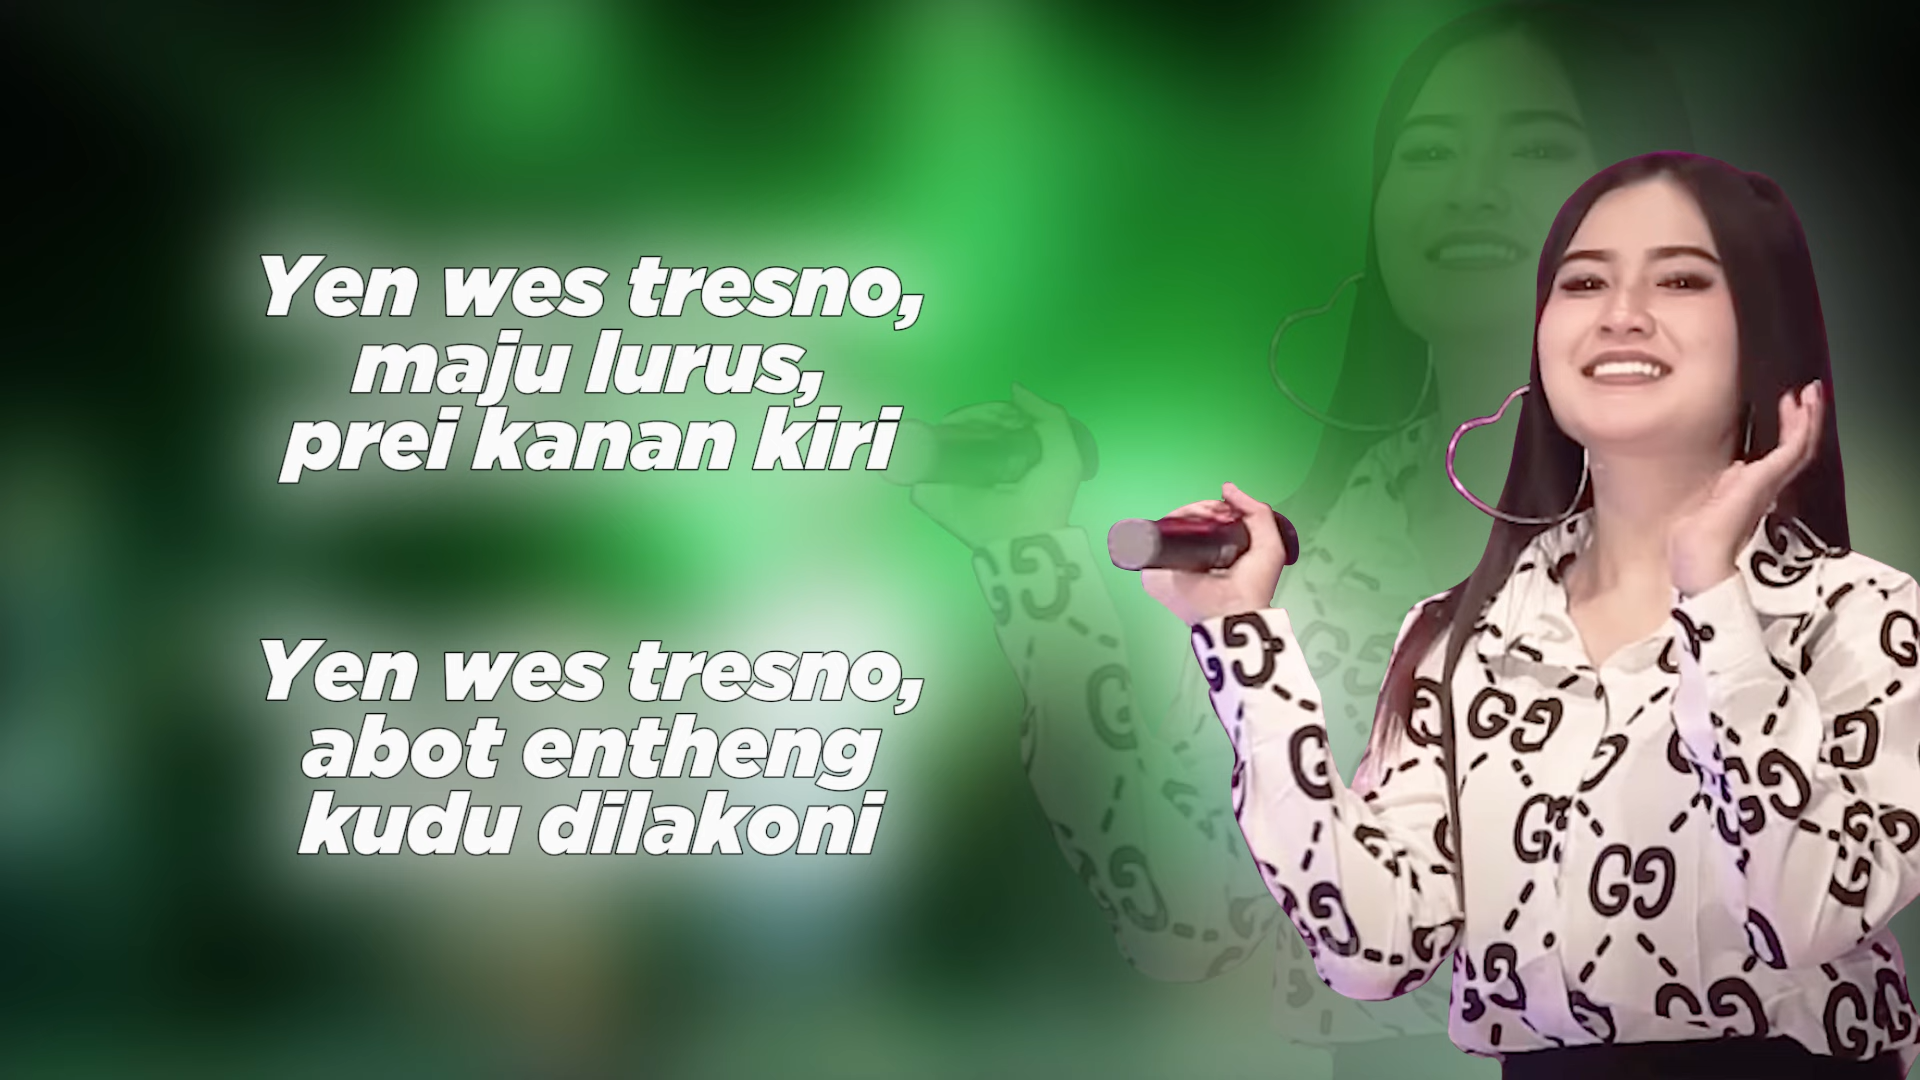 Yen wes tresno,
maju lurus,
prei kanan kiri
Yen wes tresno,
abot entheng
kudu dilakoni